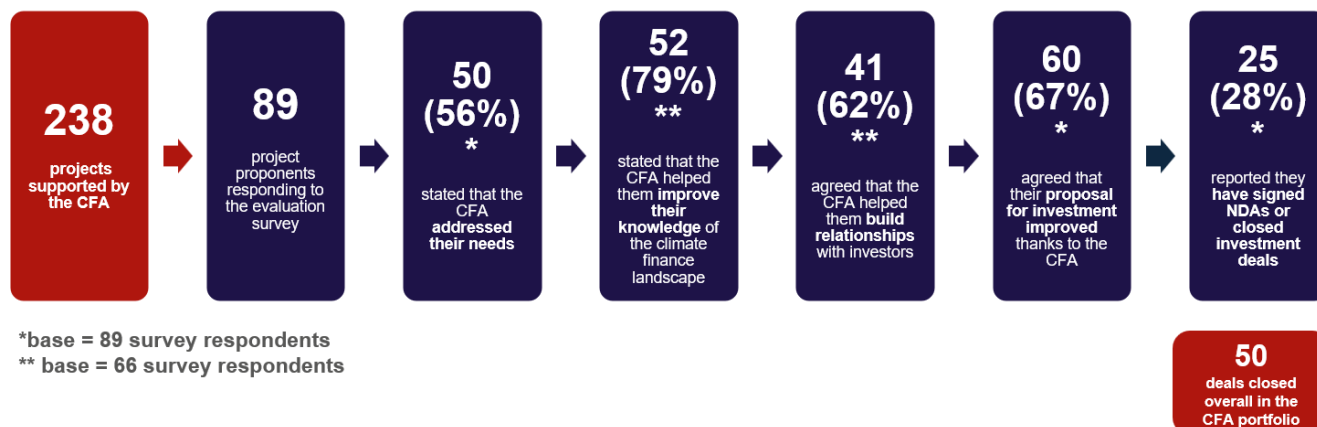 238
projects
supported by
the CFA
89
project
proponents
responding to
the evaluation
survey
50
(56%)
*
stated that the
CFA
addressed
their needs
52
(79%)
**
stated that the
CFA helped
them improve
their
knowledge of
the climate
finance
landscape
41
(62%)
**
agreed that the
CFA helped
them build
relationships
with investors
60
(67%)
*
agreed that
their proposal
for investment
improved
thanks to the
CFA
25
(28%)
*
reported they
have signed
NDAs or
closed
investment
deals
*base = 89 survey respondents
** base = 66 survey respondents
50
deals closed
overall in the
CFA portfolio